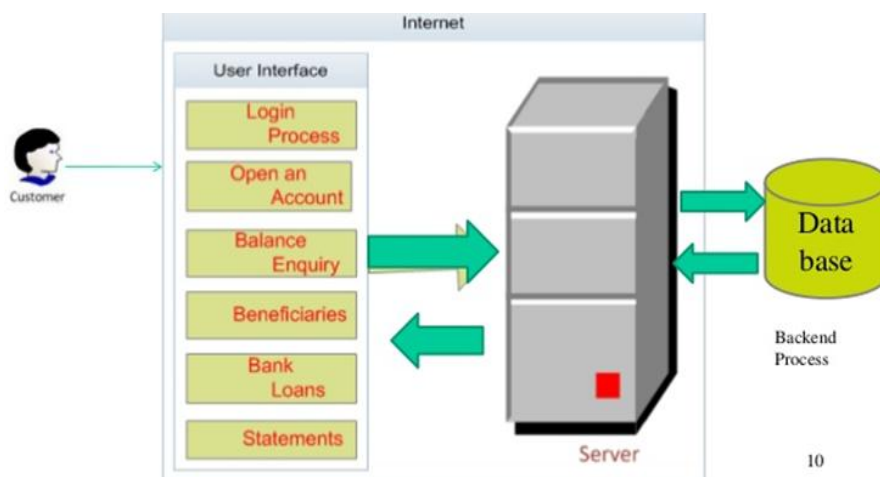 Internet
User Interface
Login
Process
Open an
Account
Balance
Enquiry
Beneficiaries
Bank
Loans
Statements
Customer
Server
Data
base
Backend
Process
10